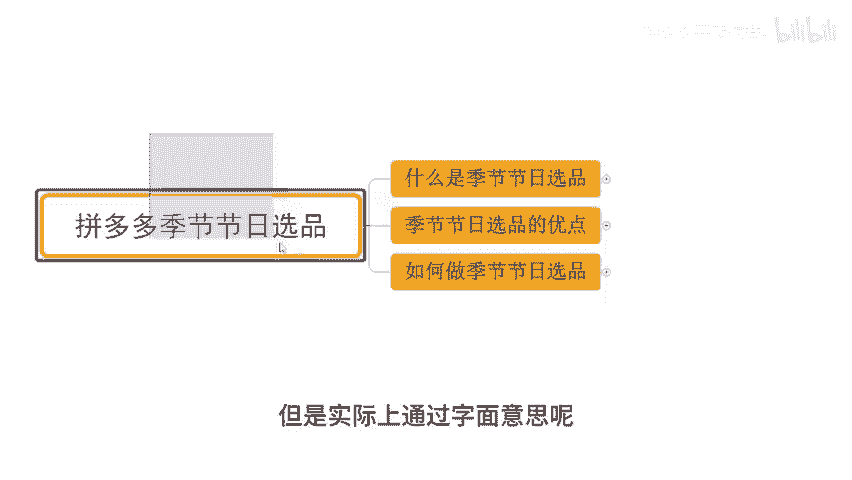 bilibili
什么是季节节日选品
拼多多季节节日选品
季节节日选品的优点
如何做季节节日选品
但是实际上通过字面意思呢